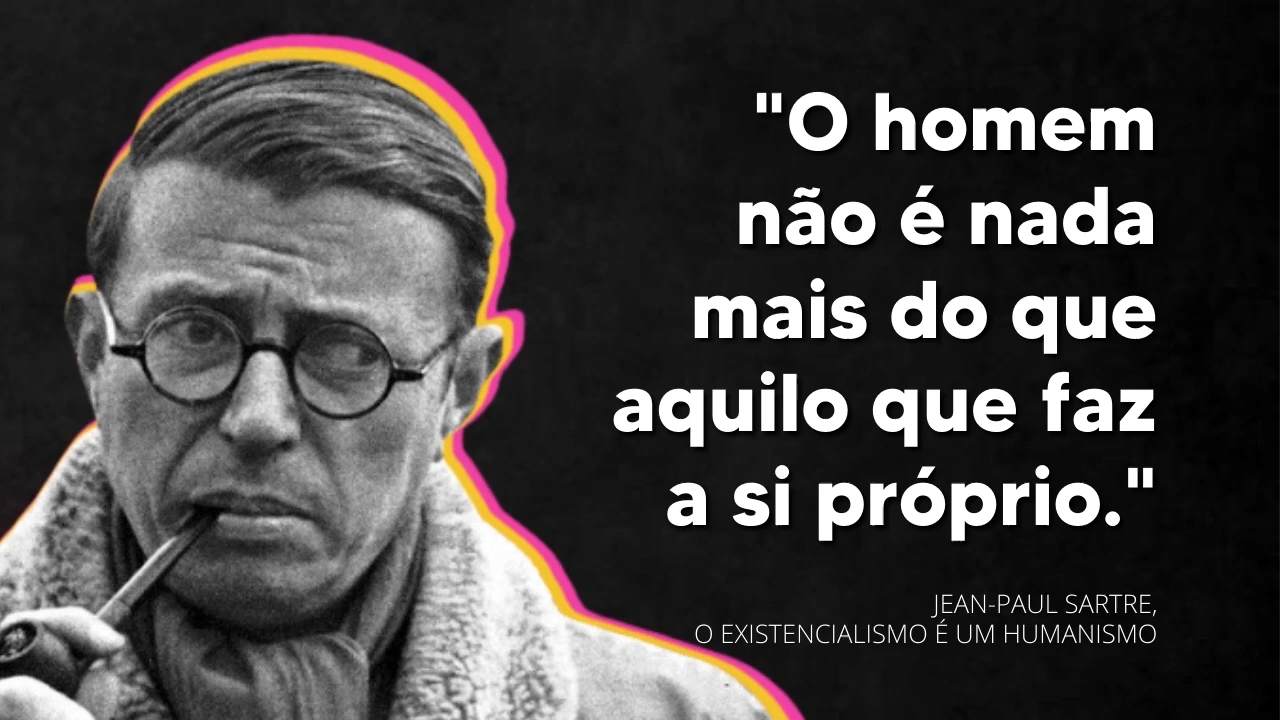 "O homem
não é nada
mais do que
aquilo que faz
a si próprio."
JEAN-PAUL SARTRE,
O EXISTENCIALISMO É UM HUMANISMO